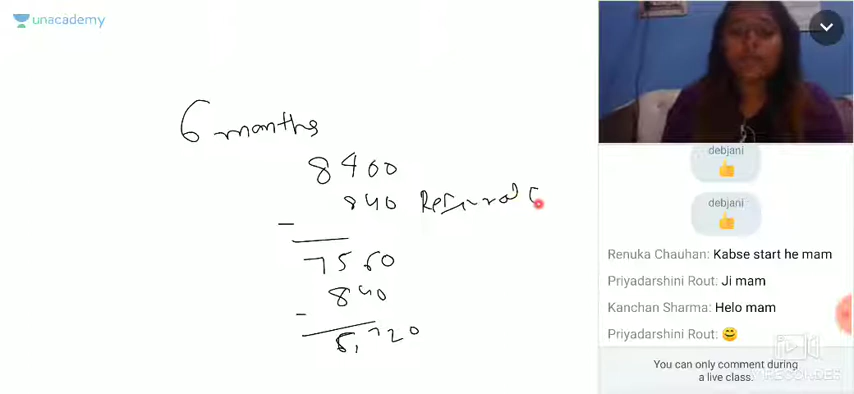 unacademy
6 months
8400
840 Referral
-
7560
840
-
6,720
debjani
debjani
Renuka Chauhan: Kabse start he mam
Priyadarshini Rout: Ji mam
Kanchan Sharma: Helo mam
Priyadarshini Rout: 😊
You can only comment during
a live class.
RECORDER